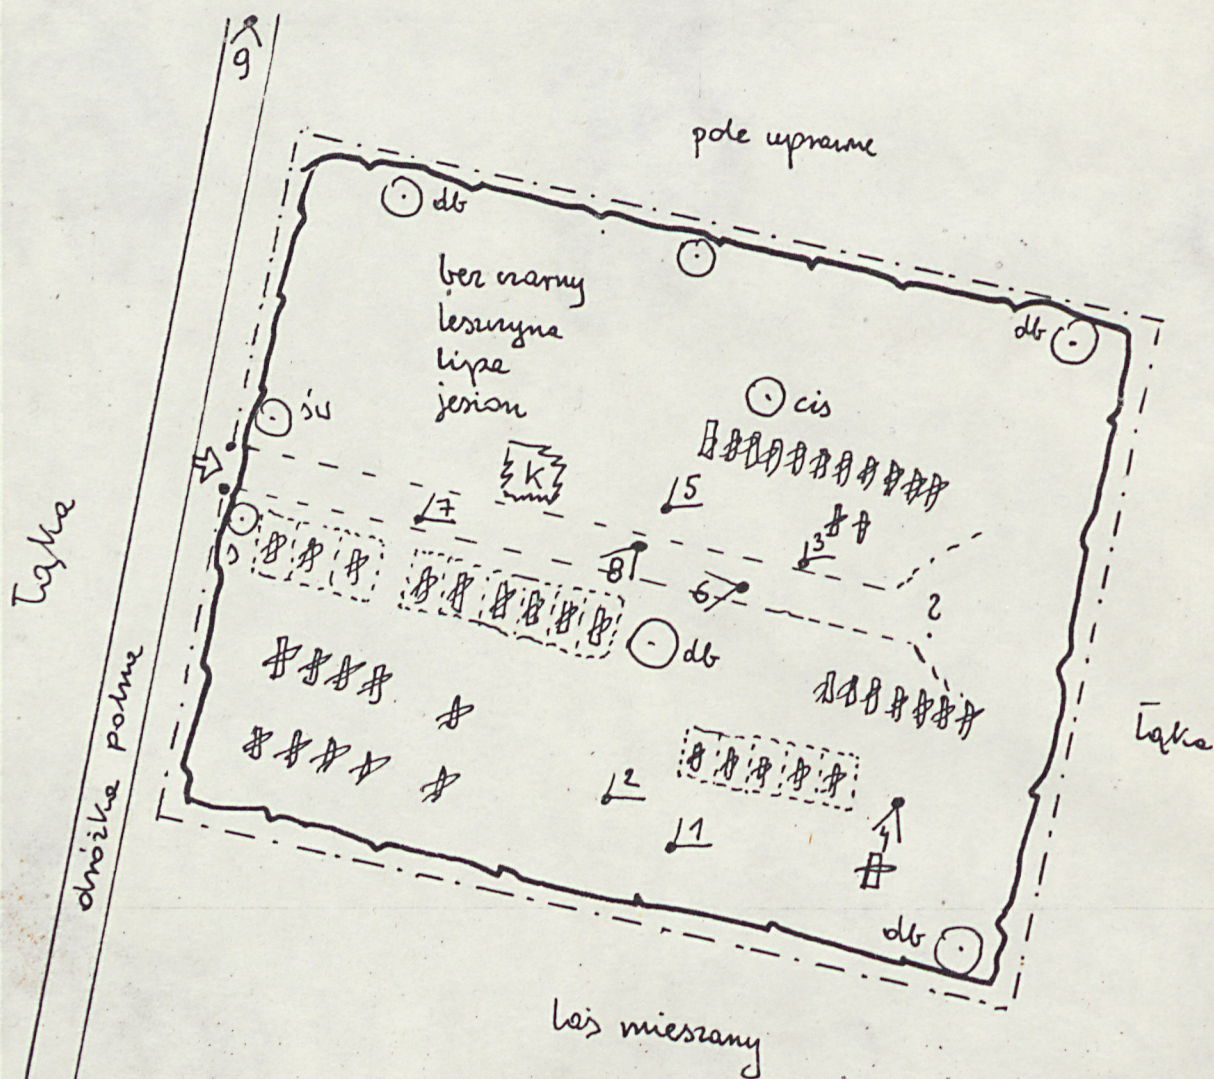 9
pole uprawne
db
db
bez czarny
leszczyna
lipa
jesion
św
cis
K
5
7
3
8
6
?
Łąka
J
db
dróżka polna
Łąka
2
1
4
db
las mieszany